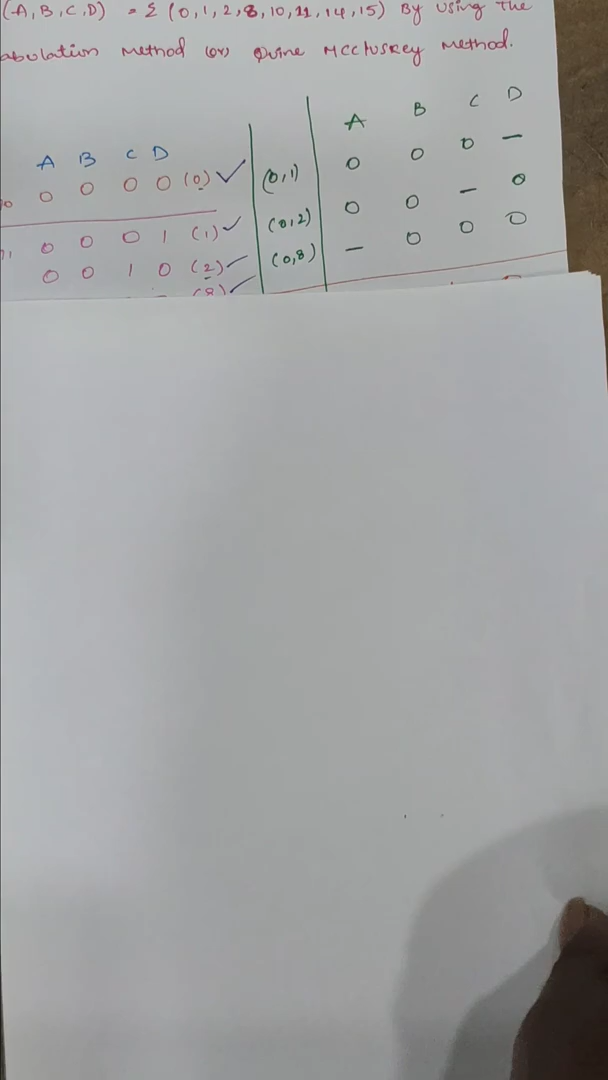 (A, B, C, D) = Σ (0, 1, 2, 8, 10, 11, 14, 15) By using The
abulation Method (or) Quine MCCluskey Method.
A B C D
A B C D
0 0 0 0 (0) ✓ (0,1) 0 0 0 –
0 0 0 1 (1) ✓ (0,2) 0 0 – 0
0 0 1 0 (2) ✓ (0,8) – 0 0 0
(8) ✓